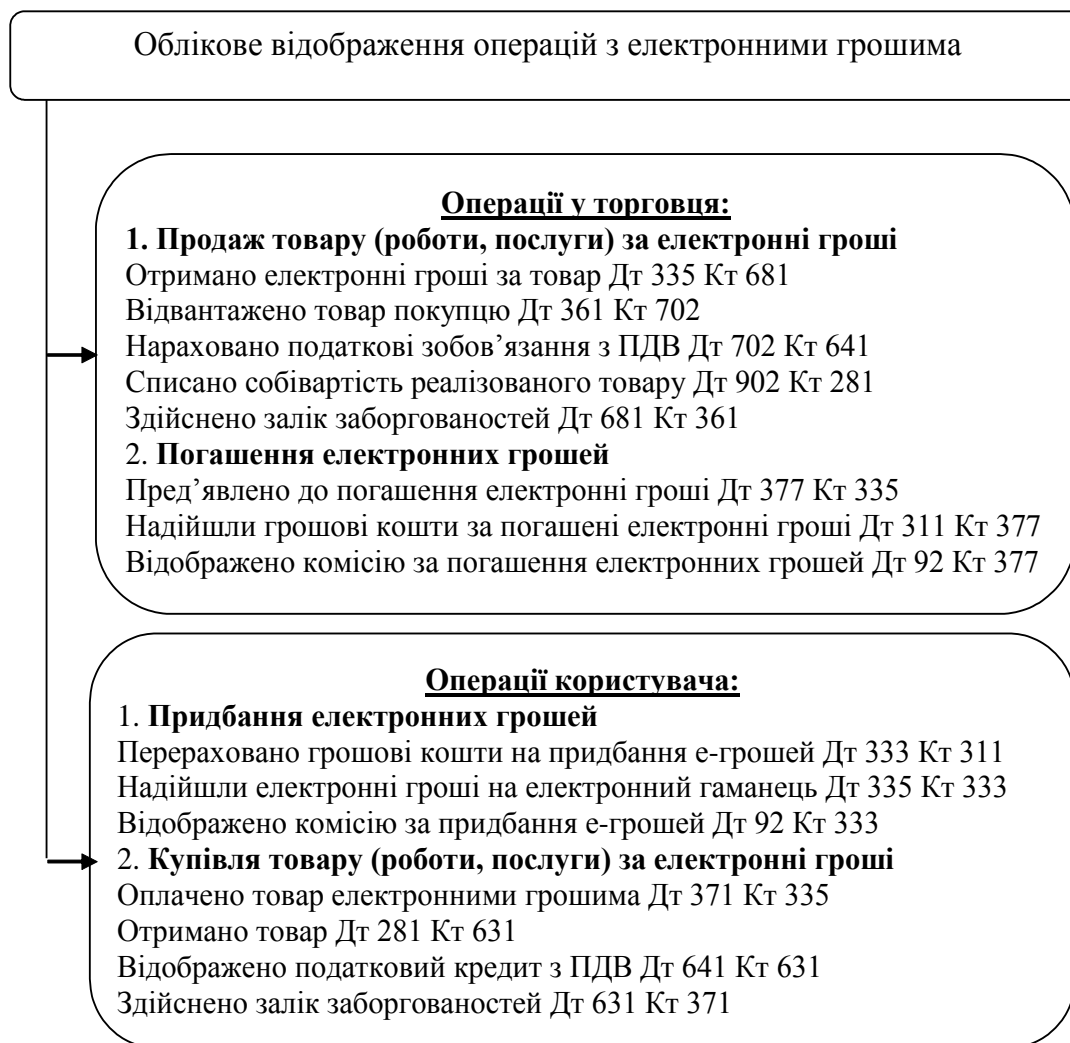 Облікове відображення операцій з електронними грошима
Операції у торговця:
1. Продаж товару (роботи, послуги) за електронні гроші
Отримано електронні гроші за товар Дт 335 Кт 681
Відвантажено товар покупцю Дт 361 Кт 702
Нараховано податкові зобов’язання з ПДВ Дт 702 Кт 641
Списано собівартість реалізованого товару Дт 902 Кт 281
Здійснено залік заборгованостей Дт 681 Кт 361
2. Погашення електронних грошей
Пред’явлено до погашення електронні гроші Дт 377 Кт 335
Надійшли грошові кошти за погашені електронні гроші Дт 311 Кт 377
Відображено комісію за погашення електронних грошей Дт 92 Кт 377
Операції користувача:
1. Придбання електронних грошей
Перераховано грошові кошти на придбання е-грошей Дт 333 Кт 311
Надійшли електронні гроші на електронний гаманець Дт 335 Кт 333
Відображено комісію за придбання е-грошей Дт 92 Кт 333
2. Купівля товару (роботи, послуги) за електронні гроші
Оплачено товар електронними грошима Дт 371 Кт 335
Отримано товар Дт 281 Кт 631
Відображено податковий кредит з ПДВ Дт 641 Кт 631
Здійснено залік заборгованостей Дт 631 Кт 371